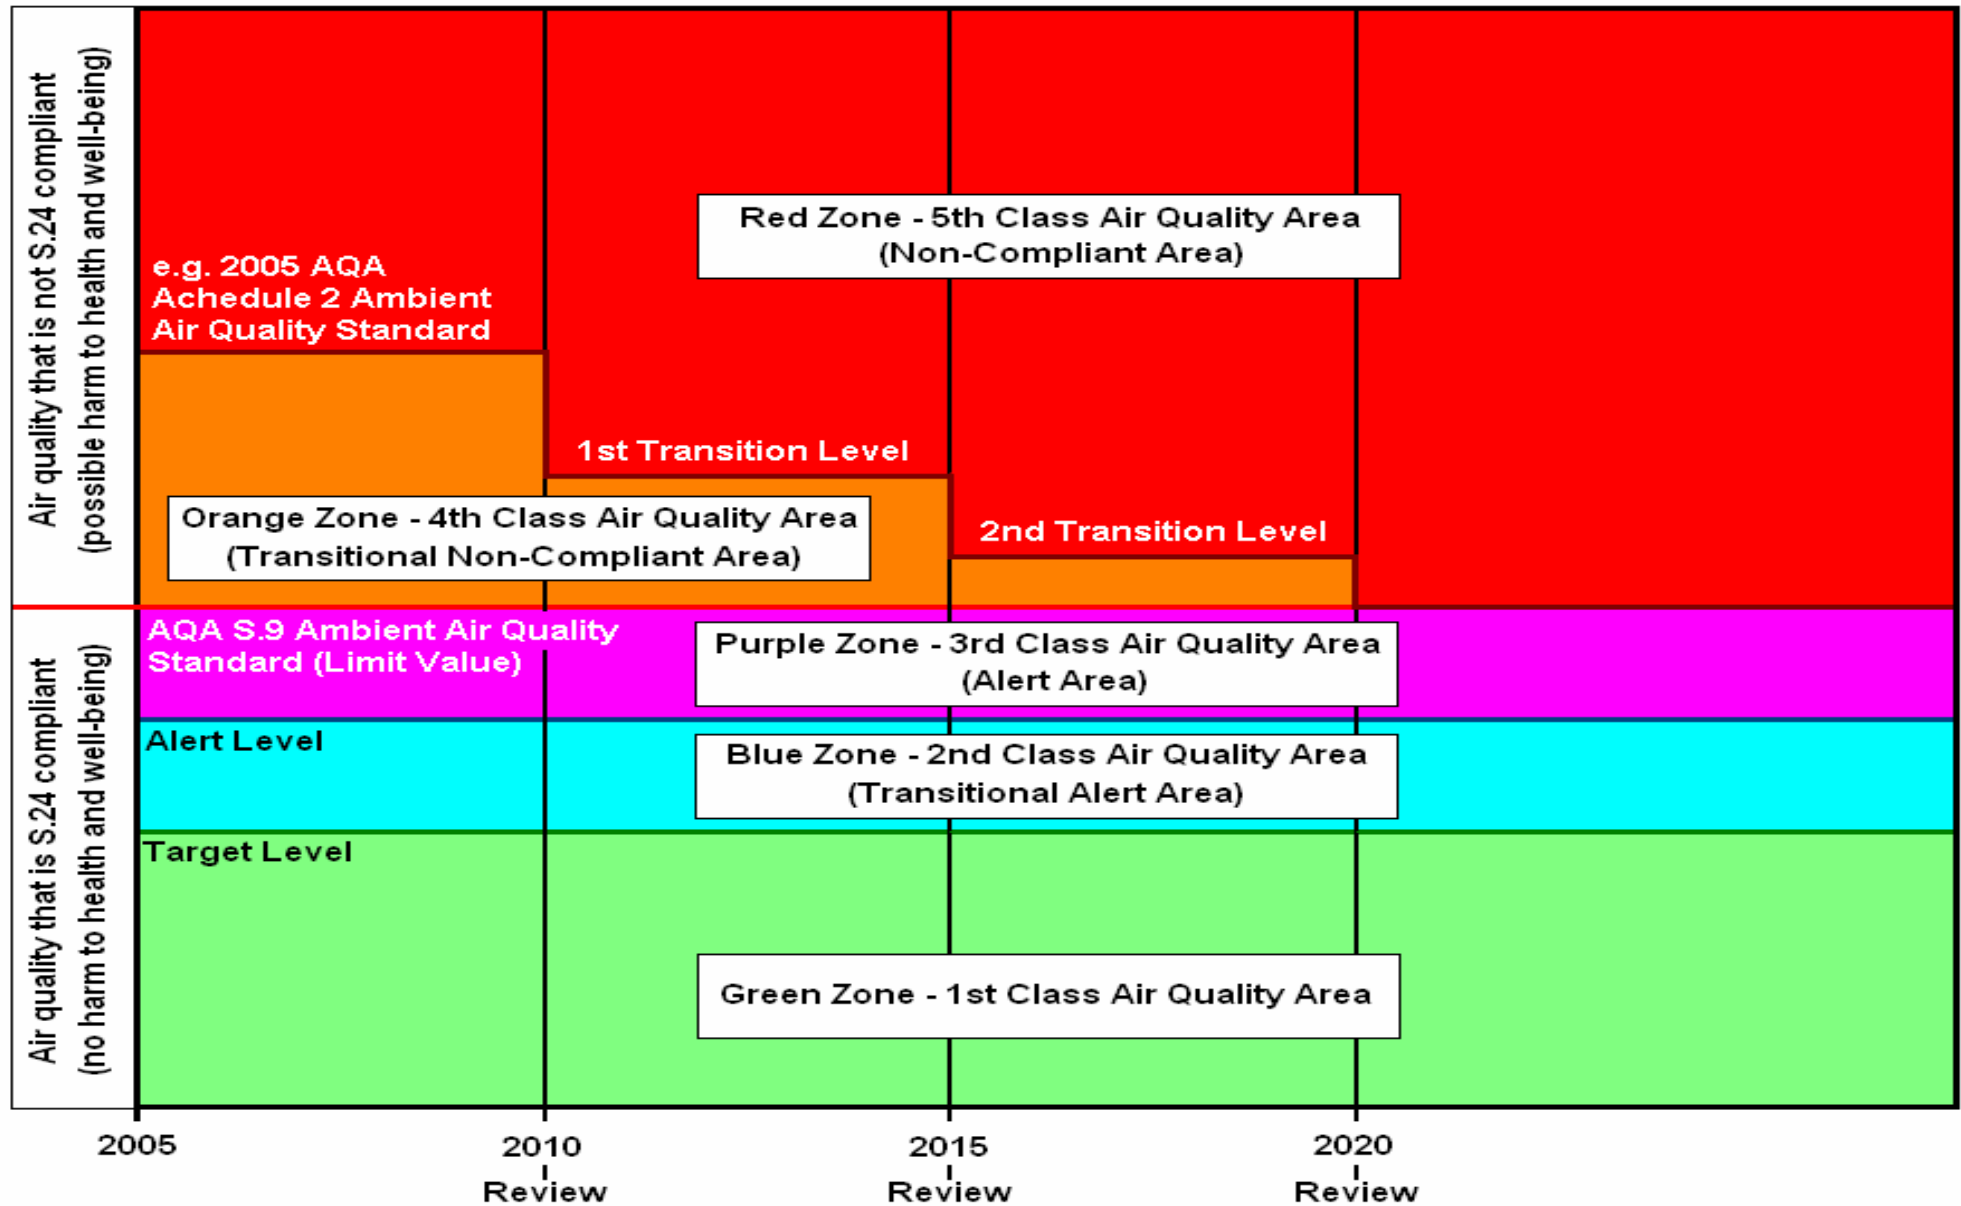 Air quality that is not S.24 compliant
(possible harm to health and well-being)
Air quality that is S.24 compliant
(no harm to health and well-being)
Red Zone - 5th Class Air Quality Area
(Non-Compliant Area)
e.g. 2005 AQA
Achedule 2 Ambient
Air Quality Standard
1st Transition Level
Orange Zone - 4th Class Air Quality Area
(Transitional Non-Compliant Area)
2nd Transition Level
AQA S.9 Ambient Air Quality
Standard (Limit Value)
Purple Zone - 3rd Class Air Quality Area
(Alert Area)
Alert Level
Blue Zone - 2nd Class Air Quality Area
(Transitional Alert Area)
Target Level
Green Zone - 1st Class Air Quality Area
2005
2010
Review
2015
Review
2020
Review